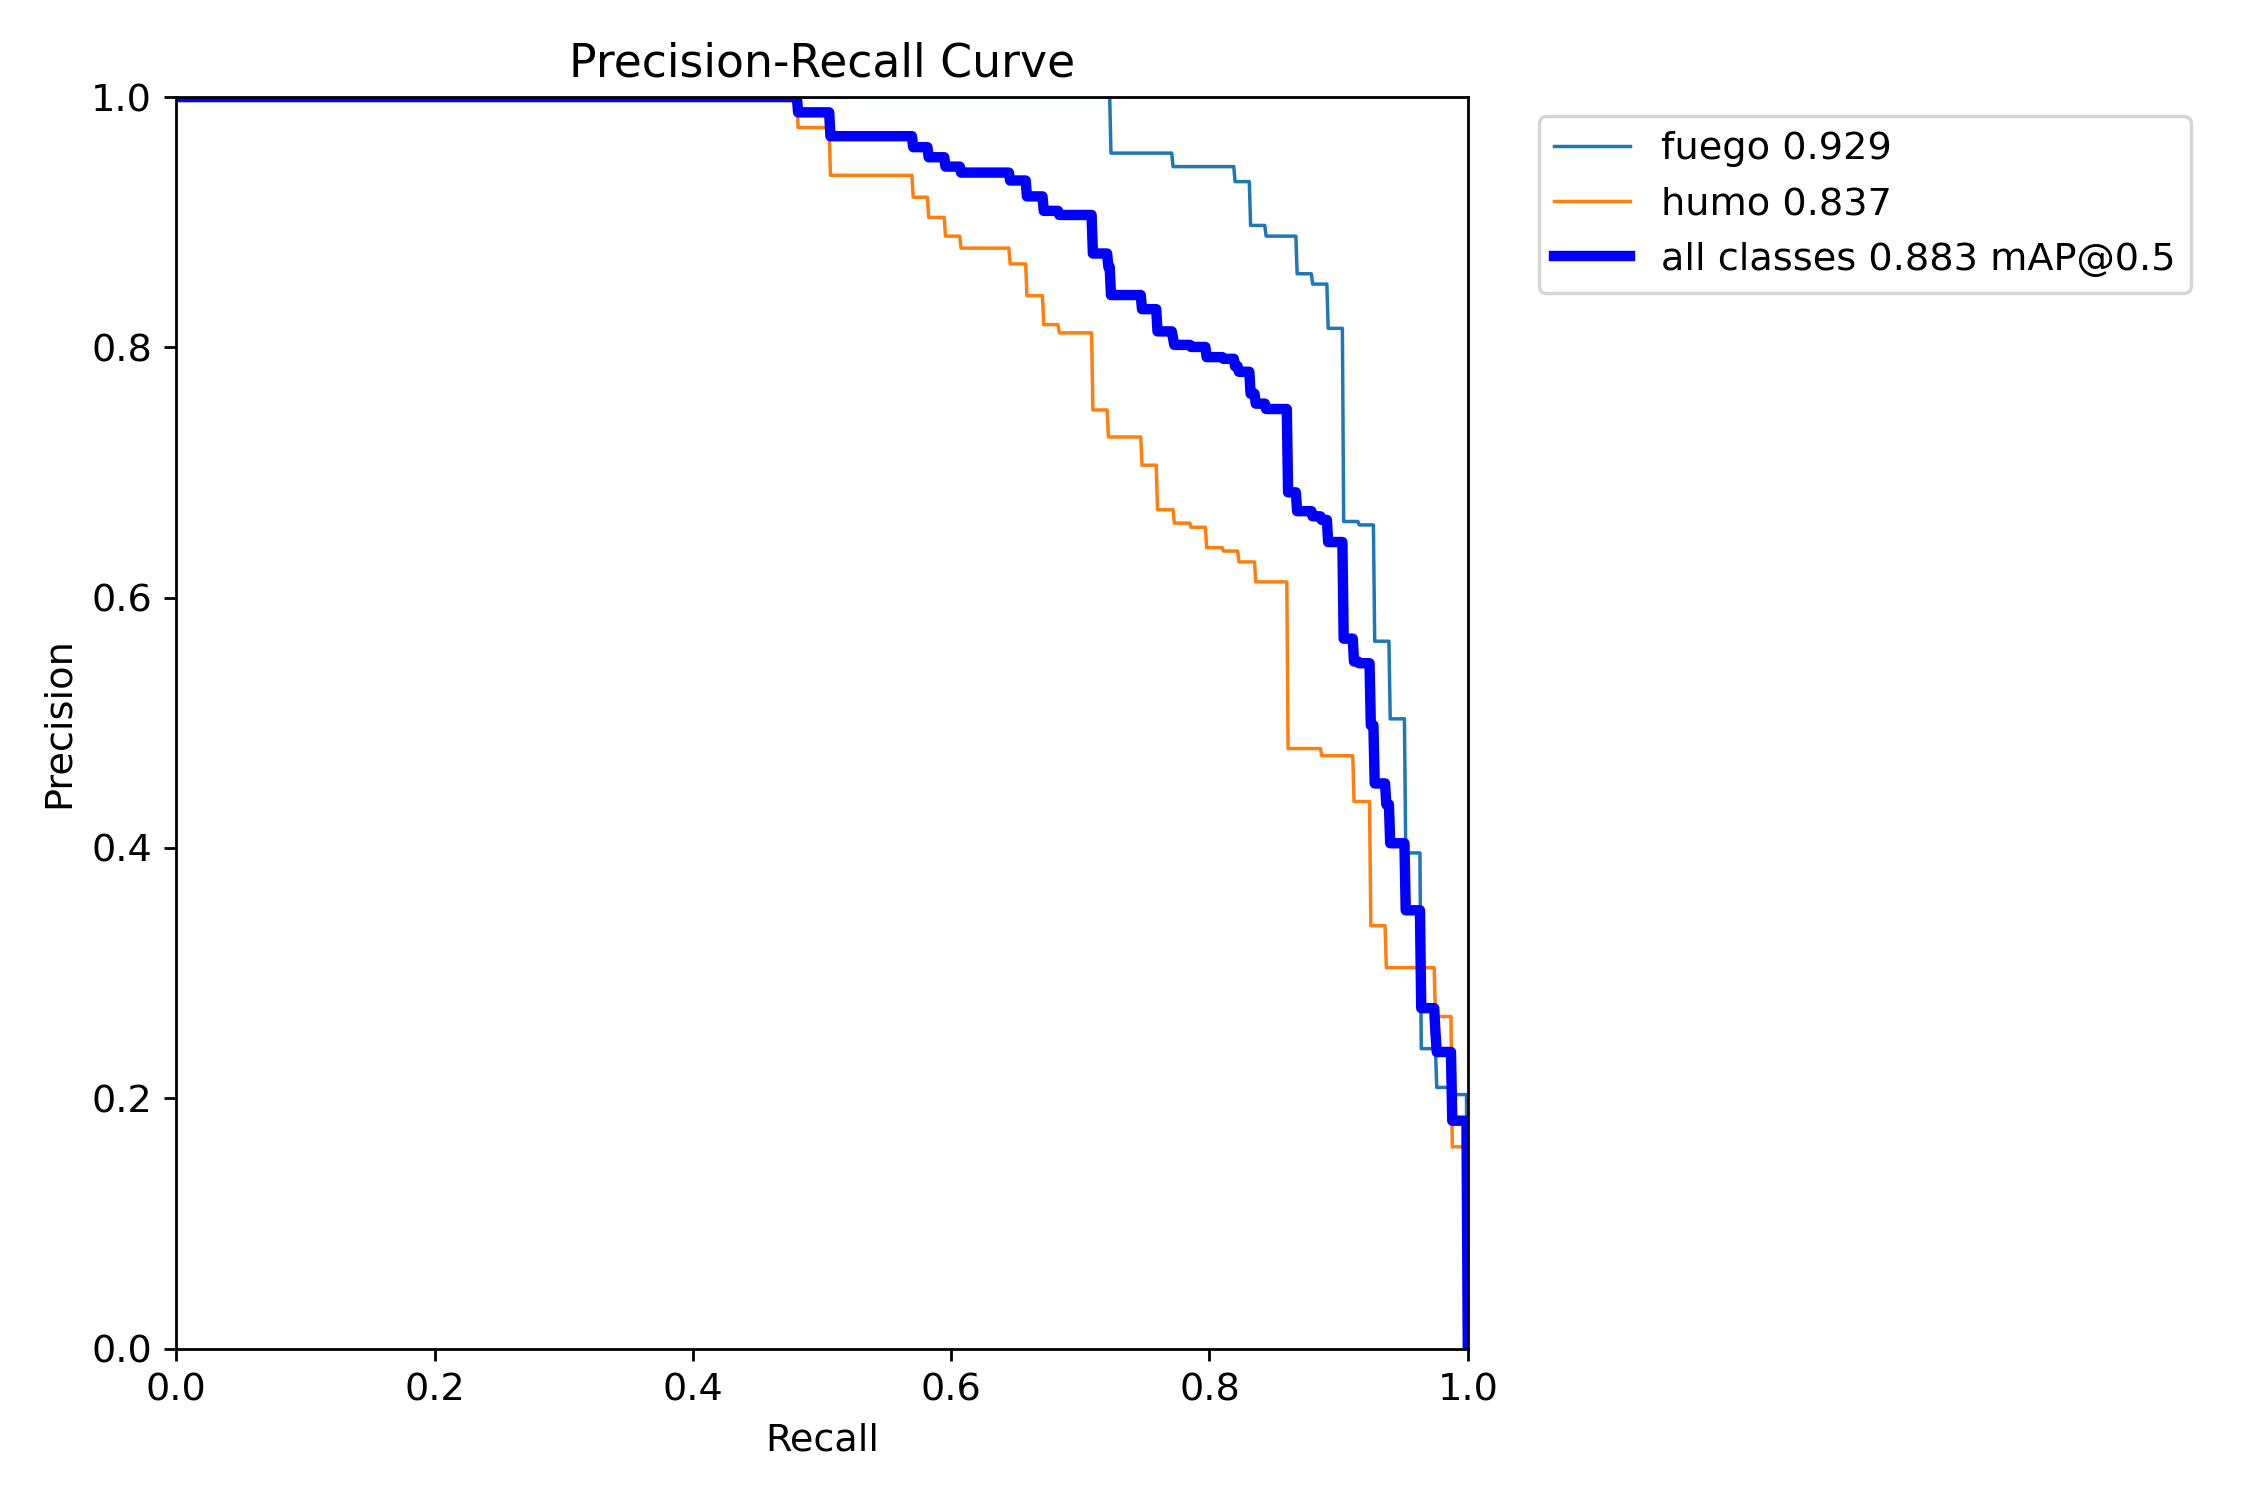 Precision-Recall Curve
1.0
0.8
0.6
0.4
0.2
0.0
Precision
0.0 0.2 0.4 0.6 0.8 1.0
Recall
fuego 0.929
humo 0.837
all classes 0.883 mAP@0.5